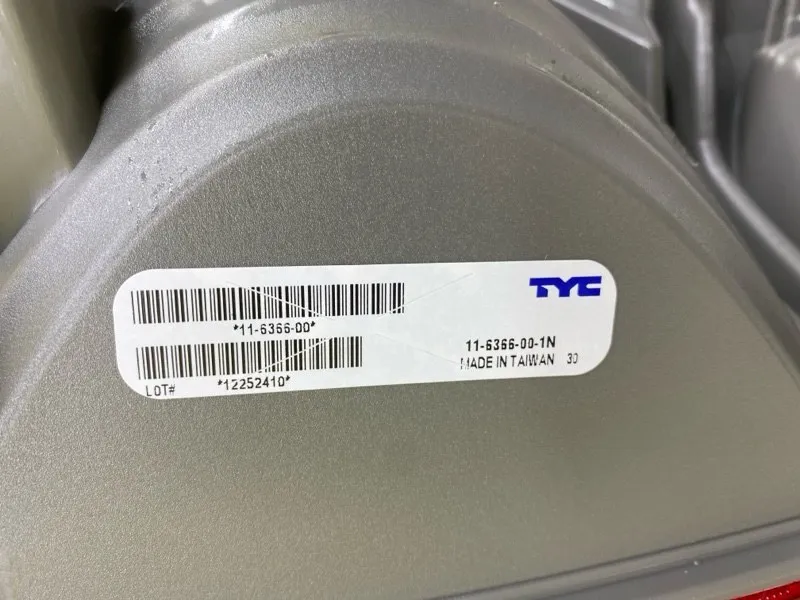 TYC
*11-6366-00*
11-6366-00-1N
MADE IN TAIWAN 30
LOT# *12252410*